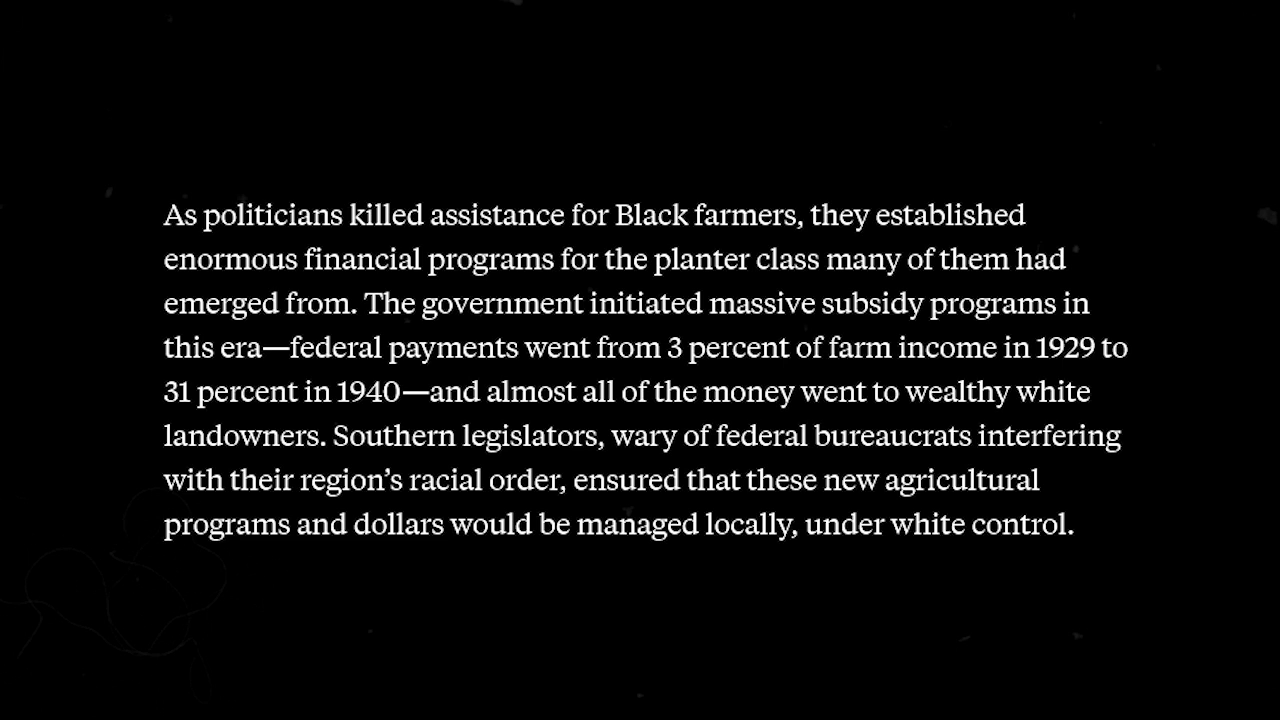 As politicians killed assistance for Black farmers, they established
enormous financial programs for the planter class many of them had
emerged from. The government initiated massive subsidy programs in
this era—federal payments went from 3 percent of farm income in 1929 to
31 percent in 1940—and almost all of the money went to wealthy white
landowners. Southern legislators, wary of federal bureaucrats interfering
with their region’s racial order, ensured that these new agricultural
programs and dollars would be managed locally, under white control.